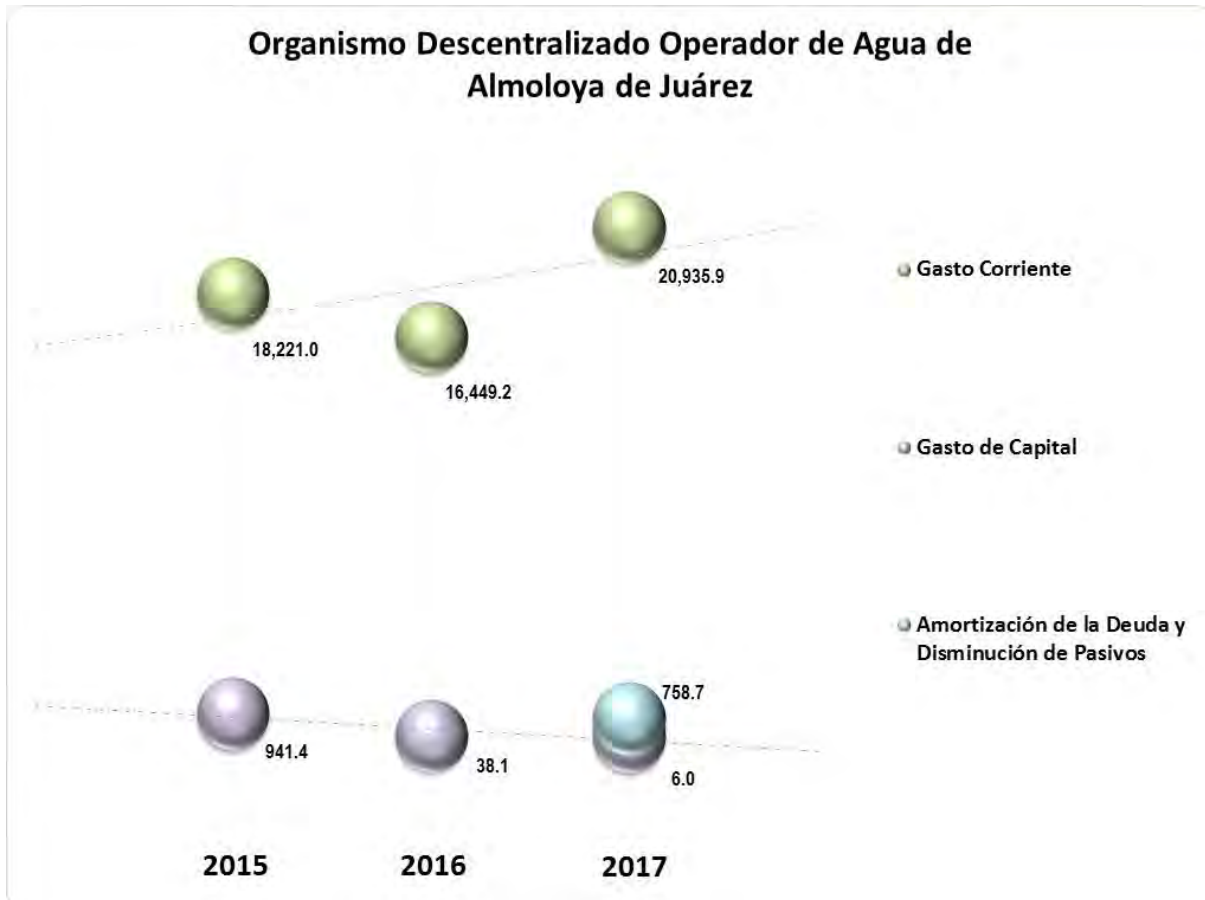 Organismo Descentralizado Operador de Agua de
Almoloya de Juárez
20,935.9
18,221.0
16,449.2
Gasto Corriente
Gasto de Capital
Amortización de la Deuda y
Disminución de Pasivos
758.7
941.4
38.1
6.0
2015
2016
2017